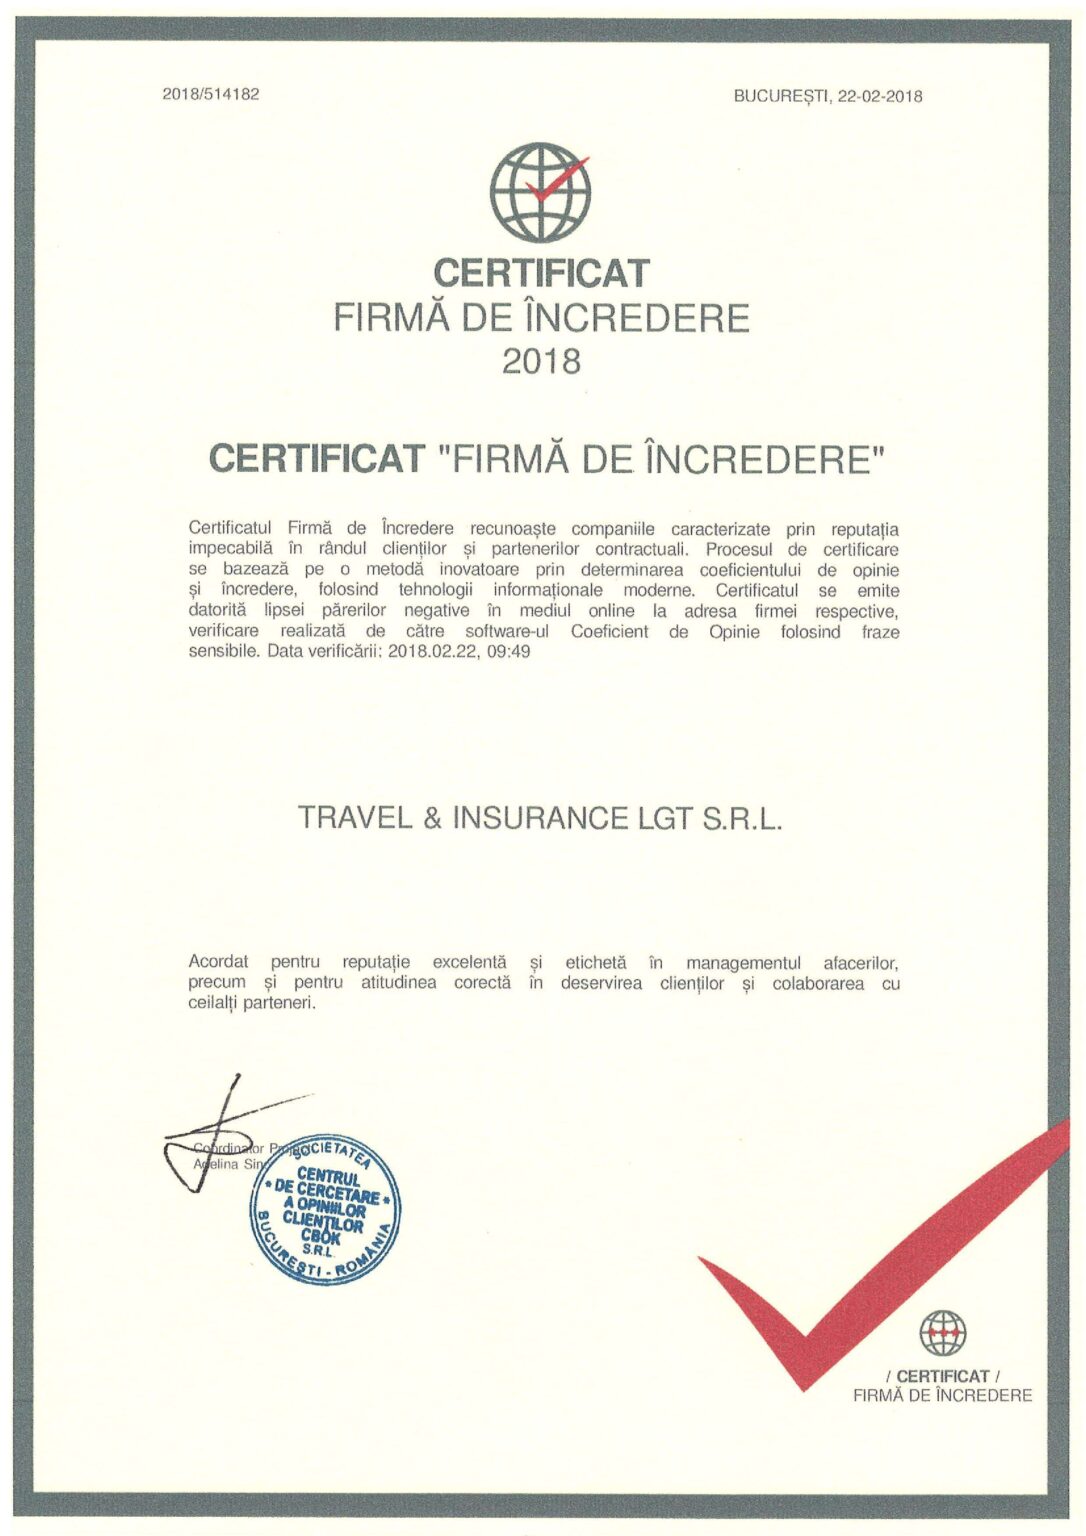 2018/514182
BUCUREȘTI, 22-02-2018
CERTIFICAT
FIRMĂ DE ÎNCREDERE
2018
CERTIFICAT "FIRMĂ DE ÎNCREDERE"
Certificatul Firmă de Încredere recunoaște companiile caracterizate prin reputația
impecabilă în rândul clienților și partenerilor contractuali. Procesul de certificare
se bazează pe o metodă inovatoare prin determinarea coeficientului de opinie
și încredere, folosind tehnologii informaționale moderne. Certificatul se emite
datorită lipsei părerilor negative în mediul online la adresa firmei respective,
verificare realizată de către software-ul Coeficient de Opinie folosind fraze
sensibile. Data verificării: 2018.02.22, 09:49
TRAVEL & INSURANCE LGT S.R.L.
Acordat pentru reputație excelentă și etichetă în managementul afacerilor,
precum și pentru atitudinea corectă în deservirea clienților și colaborarea cu
ceilalți parteneri.
Coordinator
Adelina
SOCIETATEA
CENTRUL
* DE CERCETARE *
A OPINIILOR
CLIENȚILOR
CBOK
S.R.L.
BUCUREȘTI - ROMÂNIA
/ CERTIFICAT /
FIRMĂ DE ÎNCREDERE